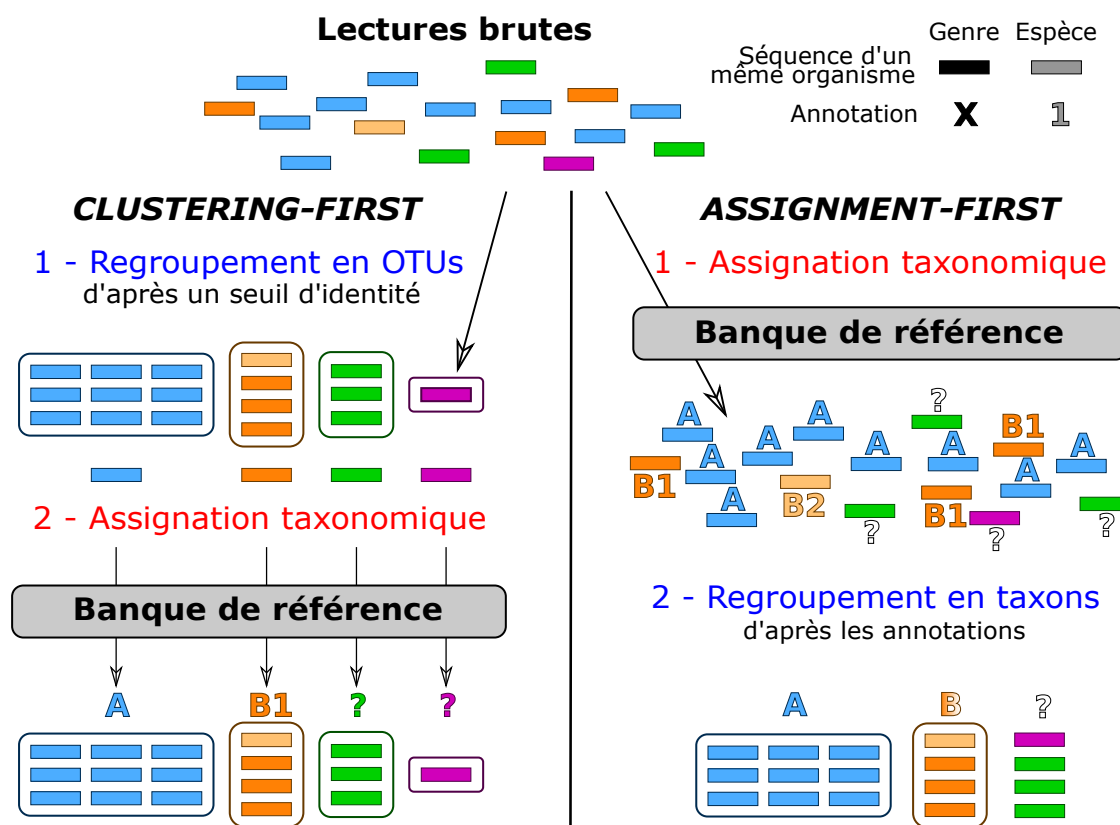 Lectures brutes
Genre Espèce
Séquence d'un
même organisme
Annotation X 1
CLUSTERING-FIRST
1 - Regroupement en OTUs
d'après un seuil d'identité
2 - Assignation taxonomique
Banque de référence
A B1 ? ?
ASSIGNMENT-FIRST
1 - Assignation taxonomique
Banque de référence
?
A A B1
A A A A
B1 A A
A B2 B1
? ? ?
2 - Regroupement en taxons
d'après les annotations
A B ?